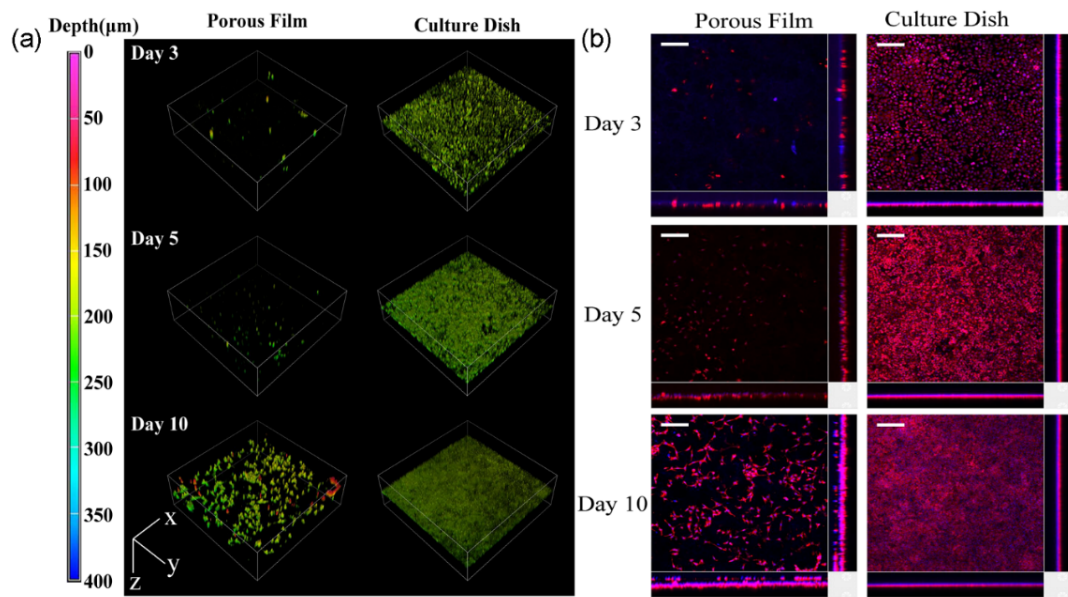 (a)
Depth(μm)
Porous Film
Culture Dish
0
50
100
150
200
250
300
350
400
Day 3
Day 5
Day 10
x
y
z
(b)
Porous Film
Culture Dish
Day 3
Day 5
Day 10